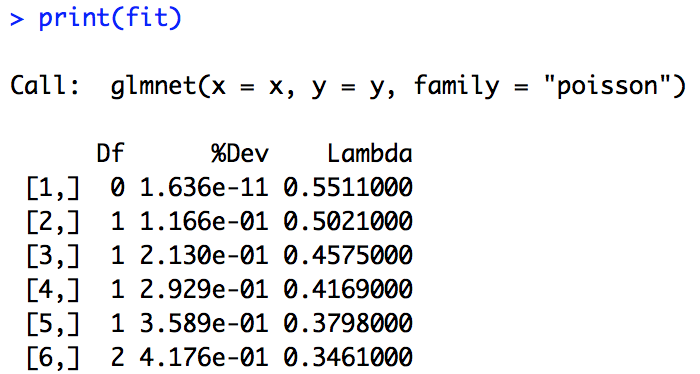 > print(fit)
Call:  glmnet(x = x, y = y, family = "poisson")
Df %Dev Lambda
[1,] 0 1.636e-11 0.5511000
[2,] 1 1.166e-01 0.5021000
[3,] 1 2.130e-01 0.4575000
[4,] 1 2.929e-01 0.4169000
[5,] 1 3.589e-01 0.3798000
[6,] 2 4.176e-01 0.3461000